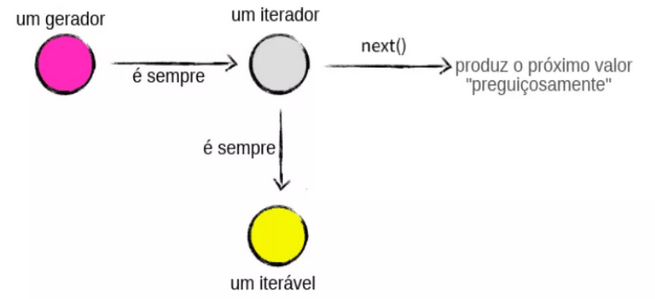 um gerador
um iterador
é sempre
next()
produz o próximo valor
"preguiçosamente"
é sempre
um iterável